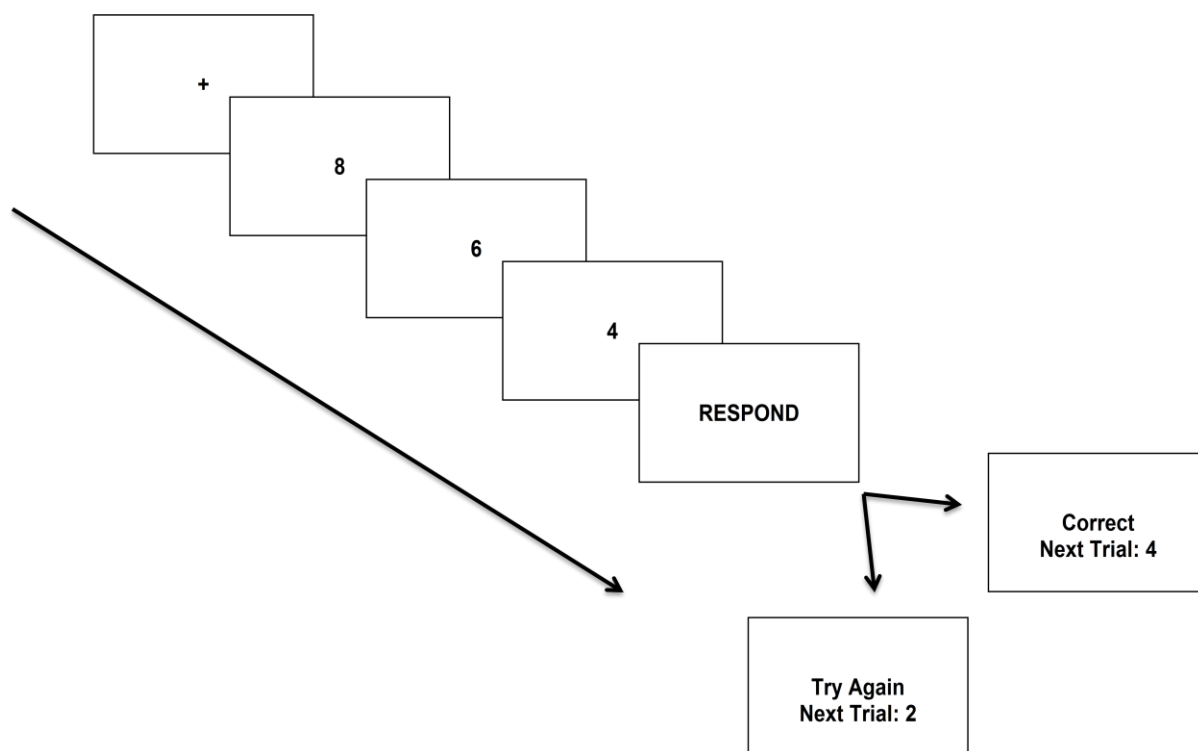 +
8
6
4
RESPOND
Correct
Next Trial: 4
Try Again
Next Trial: 2